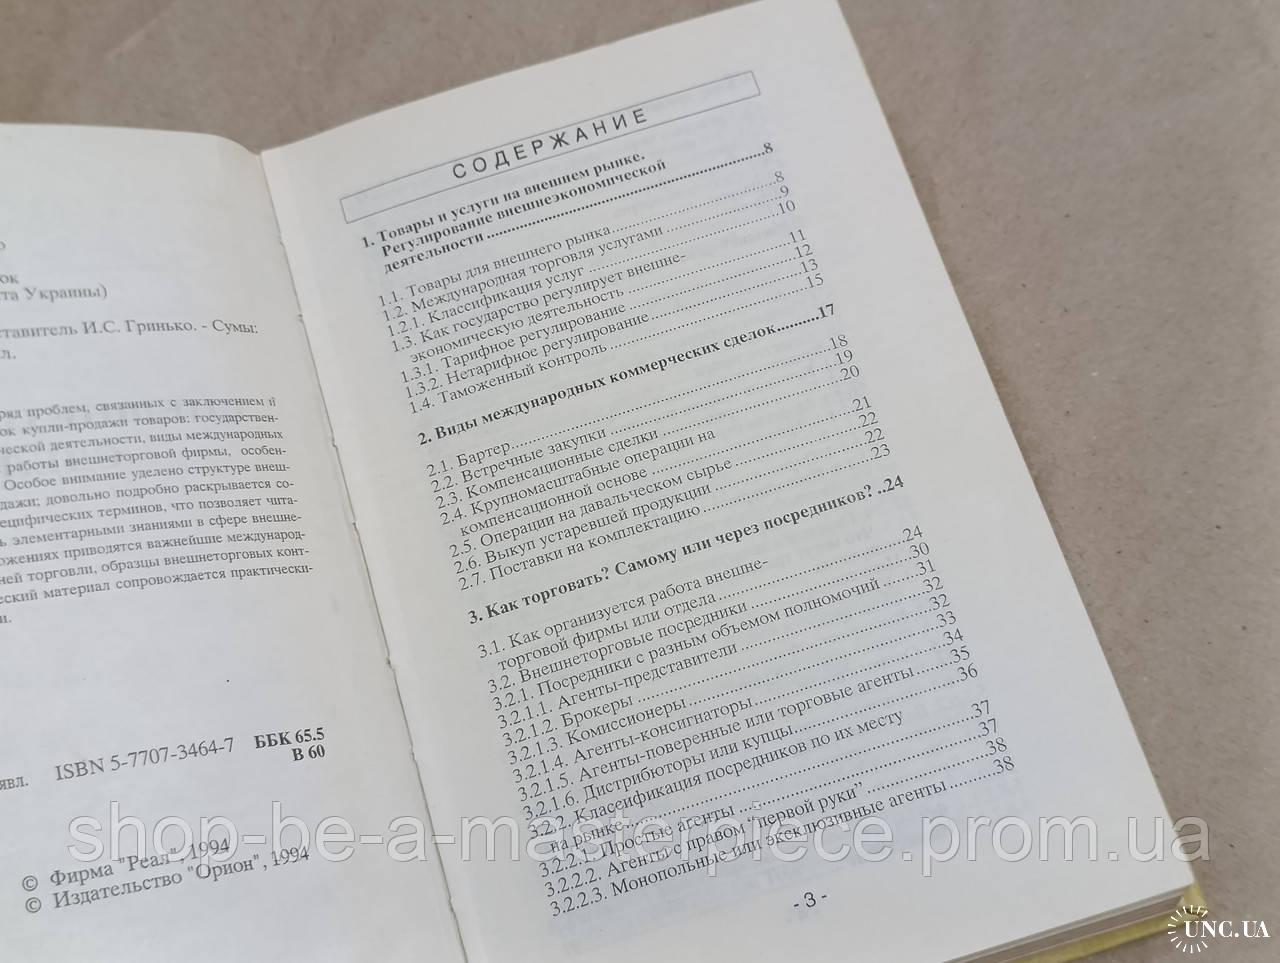 ок
та Украины)
ставитель И.С. Гринько. - Сумы:
л.
ряд проблем, связанных с заключением и
ок купли-продажи товаров: государствен-
ческой деятельности, виды международных
работы внешнеторговой фирмы, особен-
Особое внимание уделено структуре внеш-
дажи; довольно подробно раскрывается со-
ецифических терминов, что позволяет чита-
ь элементарными знаниями в сфере внешне-
ожениях приводятся важнейшие международ-
ней торговли, образцы внешнеторговых конт-
еский материал сопровождается практически-
и.
явл. ISBN 5-7707-3464-7 ББК 65.5
В 60
© Фирма "Реал", 1994
© Издательство "Орион", 1994
СОДЕРЖАНИЕ
1. Товары и услуги на внешнем рынке.
Регулирование внешнеэкономической
деятельности ........ 8
1.1. Товары для внешнего рынка ........ 8
1.2. Международная торговля услугами ........ 9
1.2.1. Классификация услуг ........ 10
1.3. Как государство регулирует внешне-
экономическую деятельность ........ 11
1.3.1. Тарифное регулирование ........ 12
1.3.2. Нетарифное регулирование ........ 13
1.4. Таможенный контроль ........ 15
2. Виды международных коммерческих сделок..........17
2.1. Бартер........ 18
2.2. Встречные закупки ........ 19
2.3. Компенсационные сделки ........ 20
2.4. Крупномасштабные операции на
компенсационной основе ........ 21
2.5. Операции на давальческом сырье ........ 22
2.6. Выкуп устаревшей продукции ........ 22
2.7. Поставки на комплектацию ........ 23
3. Как торговать? Самому или через посредников? ..24
3.1. Как организуется работа внешне-
торговой фирмы или отдела ........ 24
3.2. Внешнеторговые посредники ........ 30
3.2.1. Посредники с разным объемом полномочий ........ 31
3.2.1.1. Агенты-представители ........ 32
3.2.1.2. Брокеры ........ 32
3.2.1.3. Комиссионеры ........ 33
3.2.1.4. Агенты-консигнаторы ........ 34
3.2.1.5. Агенты-поверенные или торговые агенты ........ 35
3.2.1.6. Дистрибюторы или купцы ........ 36
3.2.2. Классификация посредников по их месту
на рынке ........ 37
3.2.2.1. Простые агенты ........ 37
3.2.2.2. Агенты с правом “первой руки” ........ 38
3.2.2.3. Монопольные или эксклюзивные агенты ........ 38
- 3 -
shop-be-a-masterpiece.prom.ua
UNC.UA